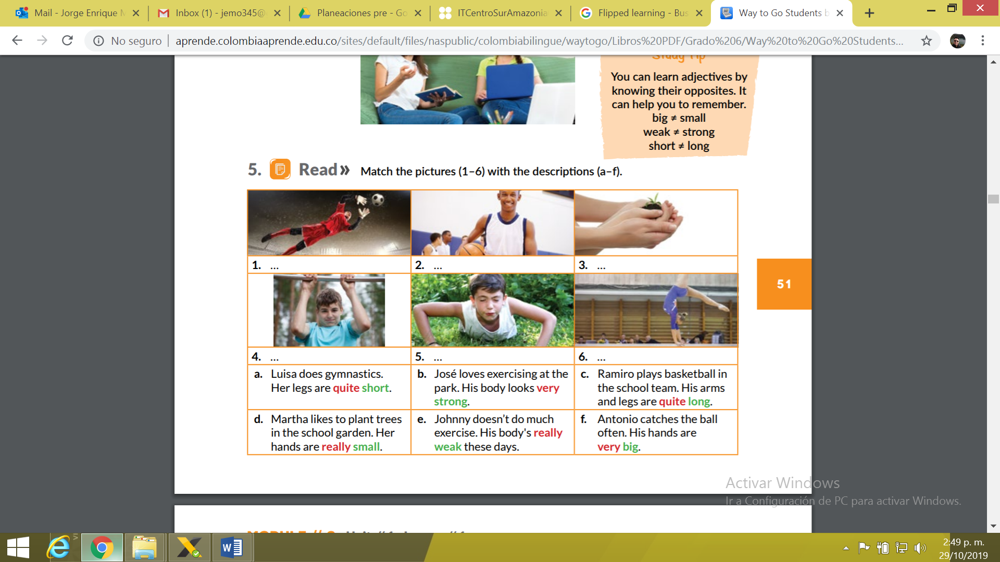 Mail - Jorge Enrique M
Inbox (1) - jemo345@
Planeaciones pre - Go
ITCentroSurAmazonia
Flipped learning - Bus
Way to Go Students b
No seguro
aprende.colombiaaprende.edu.co/sites/default/files/naspublic/colombiabilingue/waytogo/Libros%20PDF/Grado%206/Way%20to%20Go%20Students...
Study Tip
You can learn adjectives by
knowing their opposites. It
can help you to remember.
big ≠ small
weak ≠ strong
short ≠ long
5. Read» Match the pictures (1–6) with the descriptions (a–f).
1. ...
2. ...
3. ...
51
4. ...
5. ...
6. ...
a. Luisa does gymnastics.
Her legs are quite short.
b. José loves exercising at the
park. His body looks very
strong.
c. Ramiro plays basketball in
the school team. His arms
and legs are quite long.
d. Martha likes to plant trees
in the school garden. Her
hands are really small.
e. Johnny doesn't do much
exercise. His body's really
weak these days.
f. Antonio catches the ball
often. His hands are
very big.
Activar Windows
Ir a Configuración de PC para activar Windows.
2:49 p. m.
29/10/2019